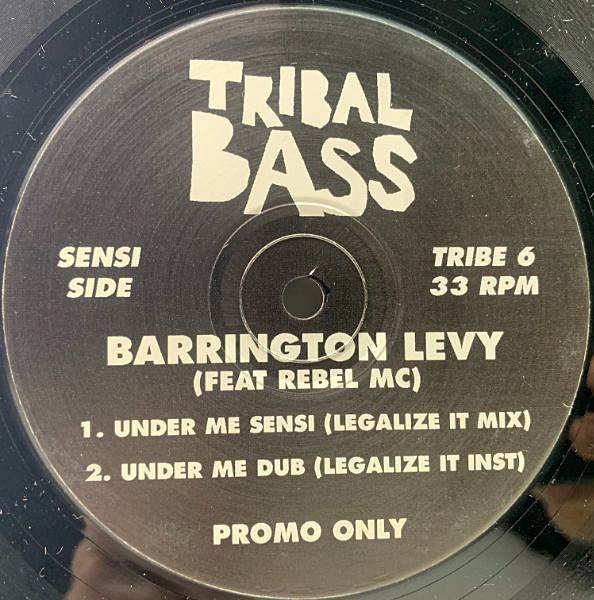 TRIBAL
BASS
SENSI
SIDE
TRIBE 6
33 RPM
BARRINGTON LEVY
(FEAT REBEL MC)
1. UNDER ME SENSI (LEGALIZE IT MIX)
2. UNDER ME DUB (LEGALIZE IT INST)
PROMO ONLY